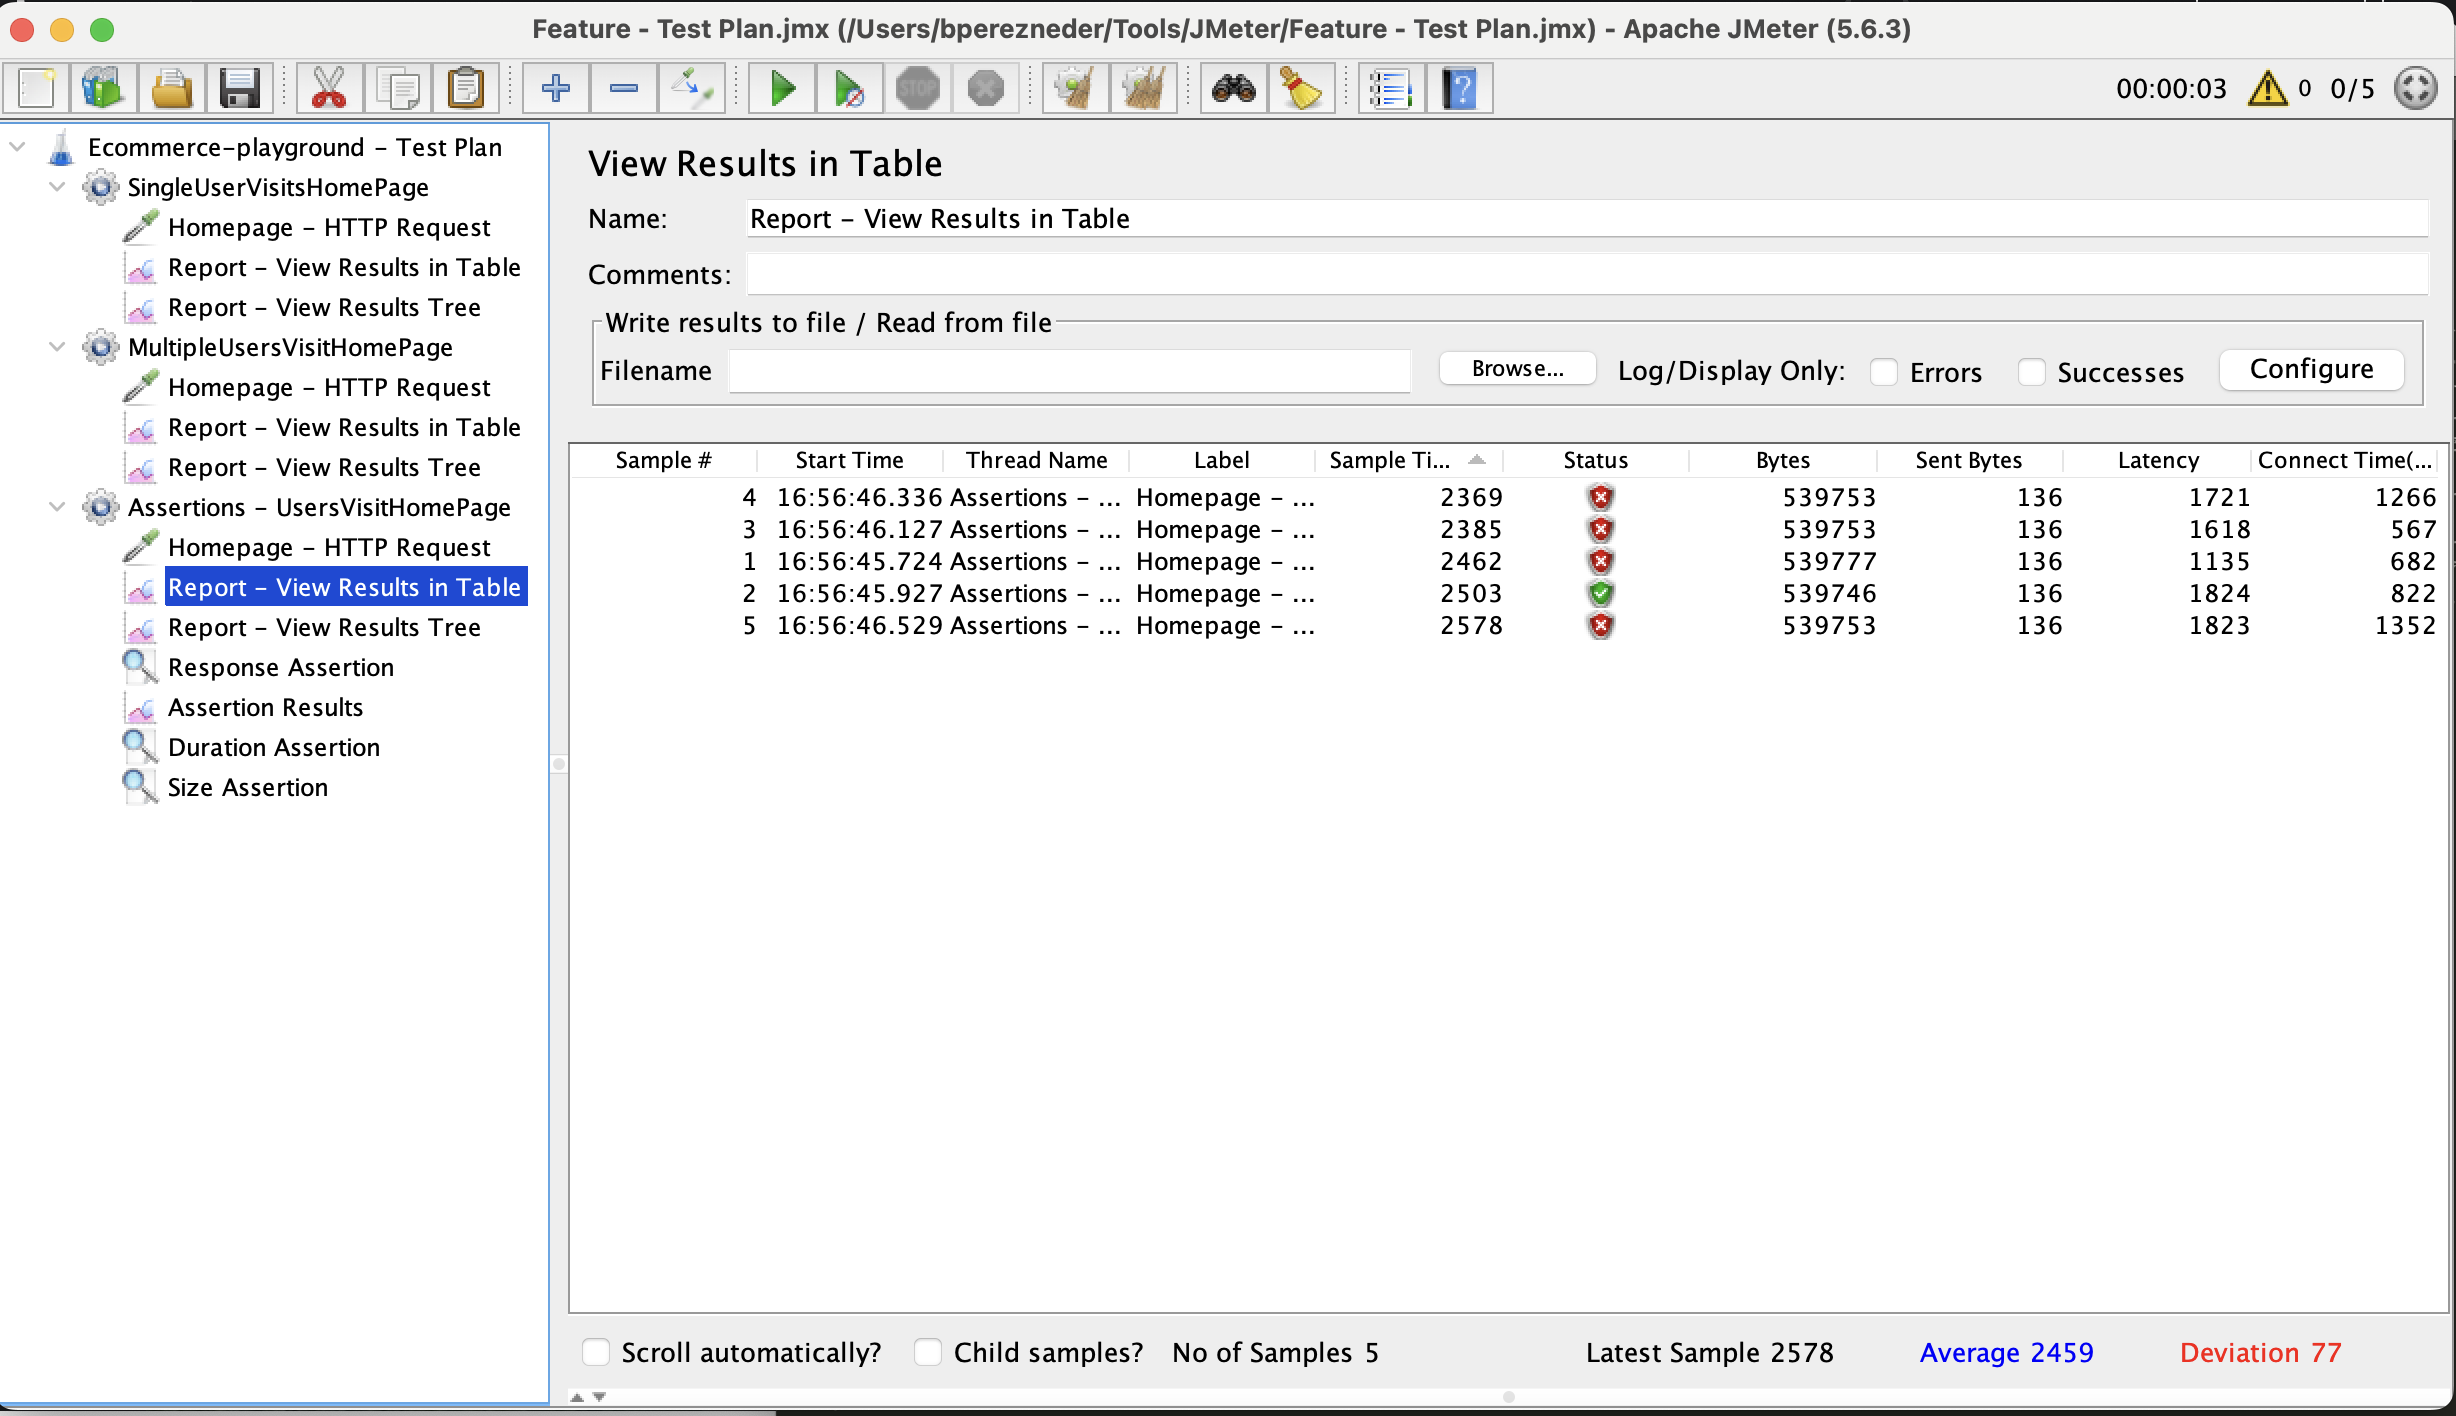 Feature - Test Plan.jmx (/Users/bperezneder/Tools/JMeter/Feature - Test Plan.jmx) - Apache JMeter (5.6.3)
STOP
00:00:03 0 0/5
Ecommerce-playground – Test Plan
SingleUserVisitsHomePage
Homepage – HTTP Request
Report – View Results in Table
Report – View Results Tree
MultipleUsersVisitHomePage
Homepage – HTTP Request
Report – View Results in Table
Report – View Results Tree
Assertions – UsersVisitHomePage
Homepage – HTTP Request
Report – View Results in Table
Report – View Results Tree
Response Assertion
Assertion Results
Duration Assertion
Size Assertion
View Results in Table
Name: Report – View Results in Table
Comments:
Write results to file / Read from file
Filename Browse... Log/Display Only: Errors Successes Configure
Sample # Start Time Thread Name Label Sample Ti... Status Bytes Sent Bytes Latency Connect Time(...
4 16:56:46.336 Assertions – ... Homepage – ... 2369 539753 136 1721 1266
3 16:56:46.127 Assertions – ... Homepage – ... 2385 539753 136 1618 567
1 16:56:45.724 Assertions – ... Homepage – ... 2462 539777 136 1135 682
2 16:56:45.927 Assertions – ... Homepage – ... 2503 539746 136 1824 822
5 16:56:46.529 Assertions – ... Homepage – ... 2578 539753 136 1823 1352
Scroll automatically? Child samples? No of Samples 5 Latest Sample 2578 Average 2459 Deviation 77